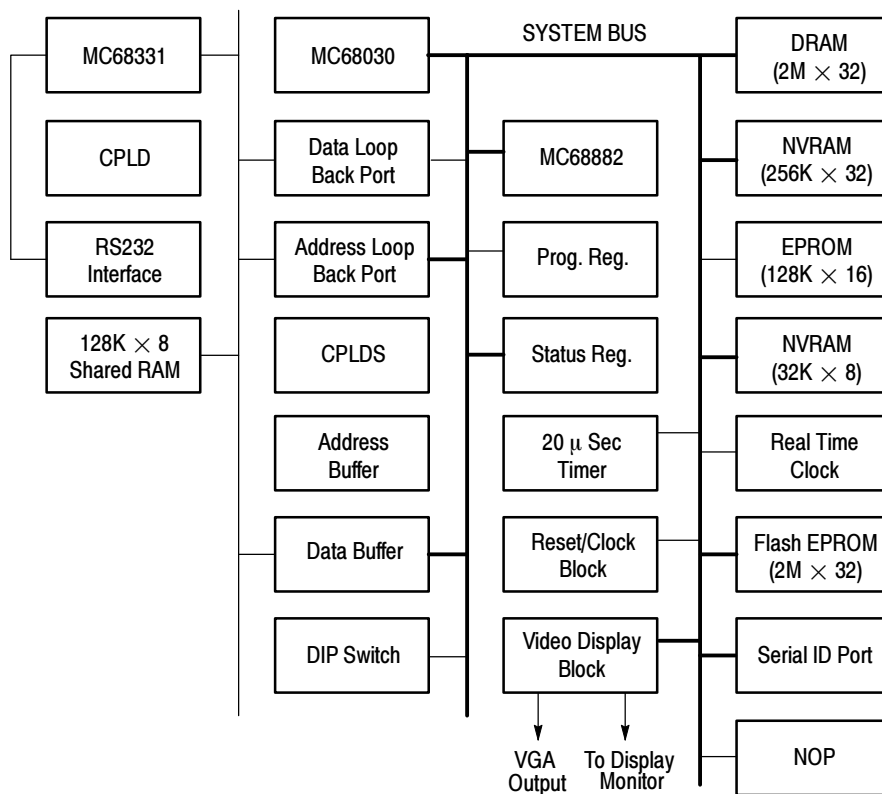 SYSTEM BUS
MC68331
CPLD
RS232
Interface
128K × 8
Shared RAM
MC68030
Data Loop
Back Port
Address Loop
Back Port
CPLDS
Address
Buffer
Data Buffer
DIP Switch
MC68882
Prog. Reg.
Status Reg.
20 μ Sec
Timer
Reset/Clock
Block
Video Display
Block
VGA
Output
To Display
Monitor
DRAM
(2M × 32)
NVRAM
(256K × 32)
EPROM
(128K × 16)
NVRAM
(32K × 8)
Real Time
Clock
Flash EPROM
(2M × 32)
Serial ID Port
NOP